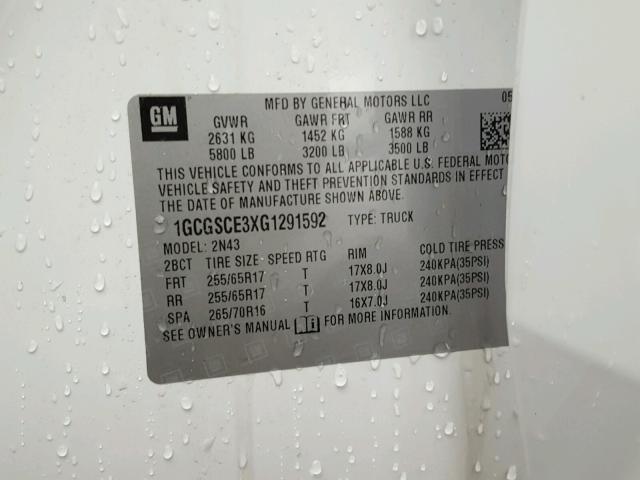 GM
MFD BY GENERAL MOTORS LLC 05
GVWR GAWR FRT GAWR RR
2631 KG 1452 KG 1588 KG
5800 LB 3200 LB 3500 LB
THIS VEHICLE CONFORMS TO ALL APPLICABLE U.S. FEDERAL MOTO
VEHICLE SAFETY AND THEFT PREVENTION STANDARDS IN EFFECT
THE DATE OF MANUFACTURE SHOWN ABOVE.
1GCGSCE3XG1291592 TYPE: TRUCK
MODEL: 2N43
2BCT TIRE SIZE SPEED RTG RIM COLD TIRE PRESS
FRT 255/65R17 T 17X8.0J 240KPA(35PSI)
RR 255/65R17 T 17X8.0J 240KPA(35PSI)
SPA 265/70R16 T 16X7.0J 240KPA(35PSI)
SEE OWNER'S MANUAL FOR MORE INFORMATION.